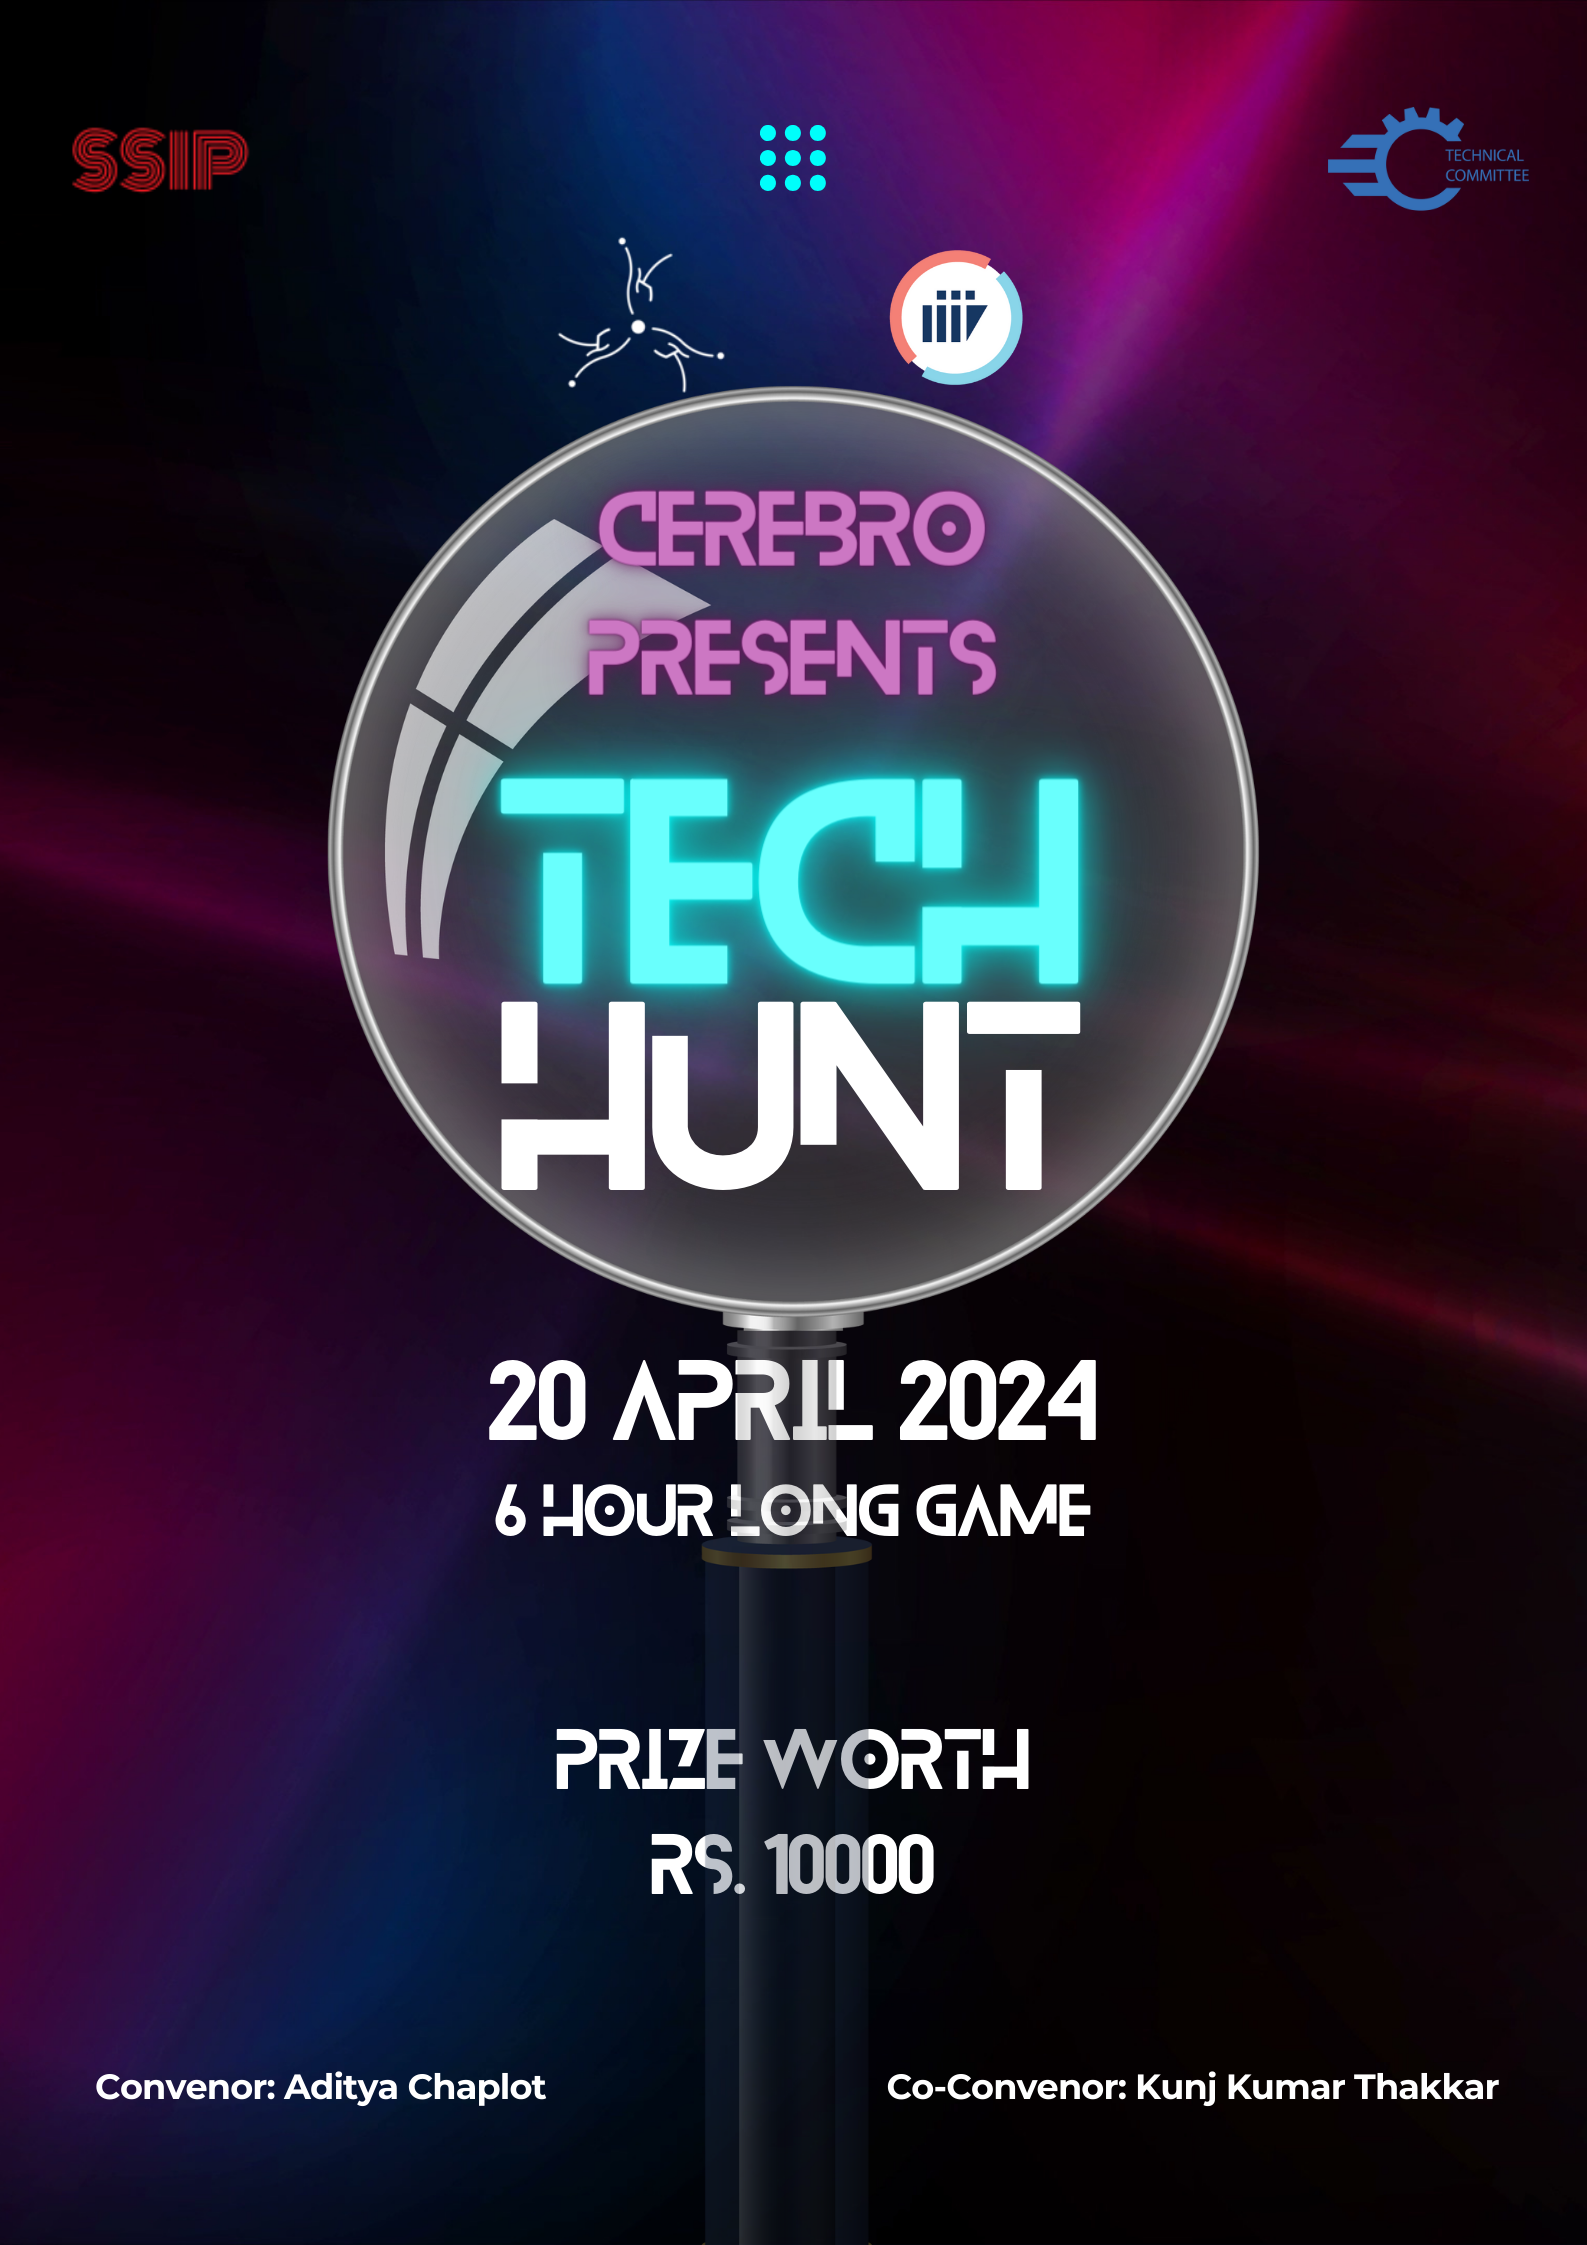 SSIP
TECHNICAL
COMMITTEE
CEREBRO
PRESENTS
TECH
HUNT
20 APRIL 2024
6 HOUR LONG GAME
PRIZE WORTH
RS. 10000
Convenor: Aditya Chaplot
Co-Convenor: Kunj Kumar Thakkar